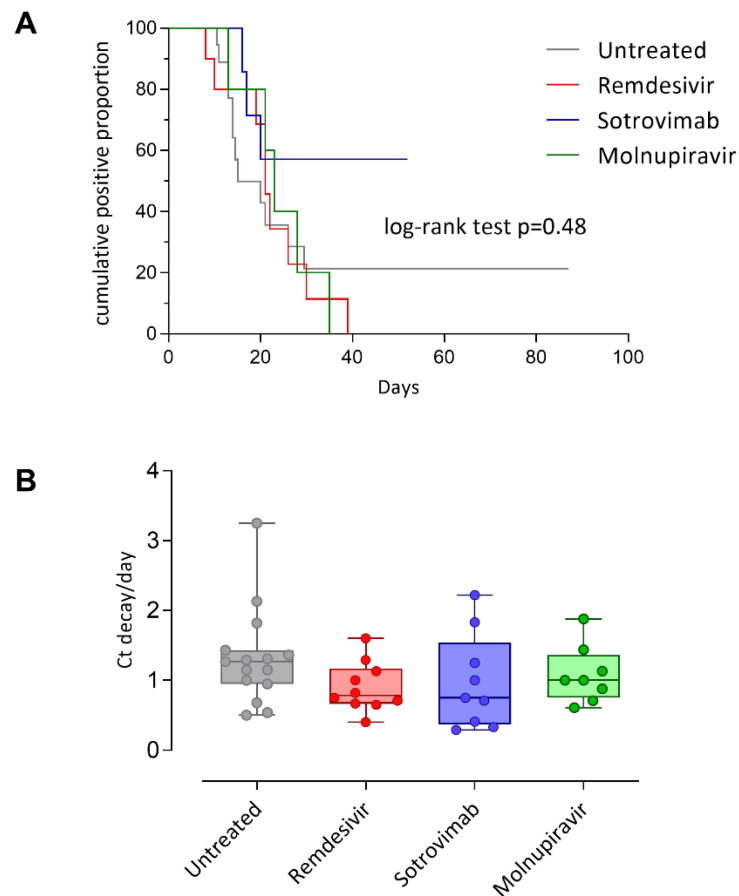 A
cumulative positive proportion
100
80
60
40
20
0
0 20 40 60 80 100
Days
Untreated
Remdesivir
Sotrovimab
Molnupiravir
log-rank test p=0.48
B
Ct decay/day
4
3
2
1
0
Untreated
Remdesivir
Sotrovimab
Molnupiravir